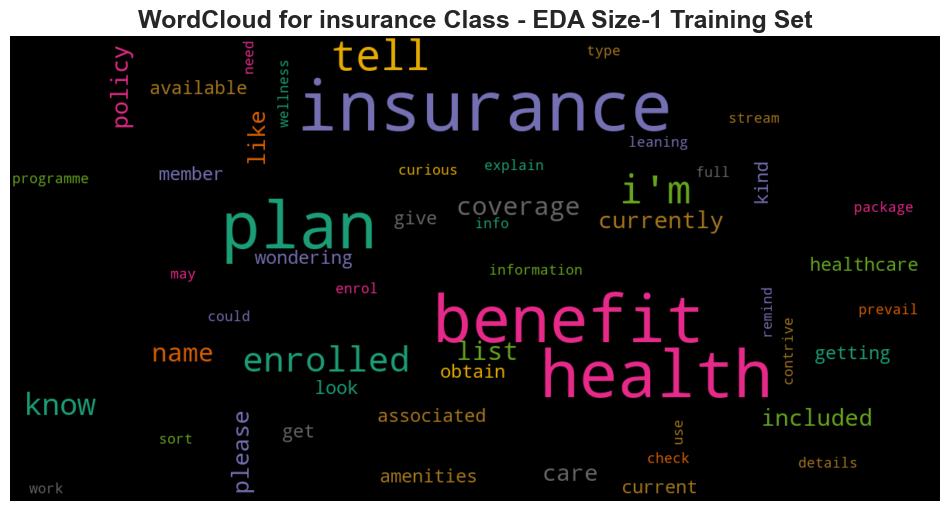 WordCloud for insurance Class - EDA Size-1 Training Set
policy
need
tell
type
available
wellness
insurance
like
stream
leaning
programme
member
curious
explain
i'm
full
kind
plan
give
coverage
info
currently
package
wondering
may
information
healthcare
enrol
could
benefit
remind
prevail
name
enrolled
list
obtain
health
contrive
getting
look
know
please
associated
included
sort
get
use
check
details
work
amenities
care
current